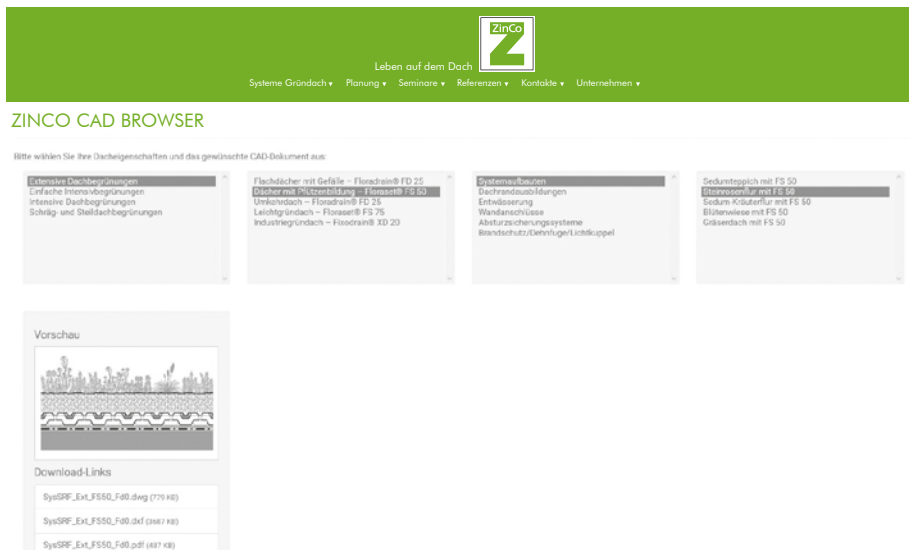 ZinCo
Leben auf dem Dach
Systeme Gründach Planung Seminare Referenzen Kontakte Unternehmen
ZINCO CAD BROWSER
Bitte wählen Sie Ihre Dacheigenschaften und das gewünschte CAD-Dokument aus:
Extensive Dachbegrünungen
Einfache Intensivbegrünungen
Intensive Dachbegrünungen
Schräg- und Steildachbegrünungen
Flachdächer mit Gefälle – Floradrain® FD 25
Dächer mit Pfützenbildung – Floraset® FS 50
Umkehrdach – Floradrain® FD 25
Leichtgründach – Floraset® FS 75
Industriegründach – Fixodrain® XD 20
Systemaufbauten
Dachrandausbildungen
Entwässerung
Wandanschlüsse
Absturzsicherungssysteme
Brandschutz/Dehnfuge/Lichtkuppel
Sedumteppich mit FS 50
Steinrosenflur mit FS 50
Sedum-Kräuterflur mit FS 50
Blütenwiese mit FS 50
Gräserdach mit FS 50
Vorschau
Download-Links
SysSRF_Ext_FS50_Fd0.dwg (779 KB)
SysSRF_Ext_FS50_Fd0.dxf (3687 KB)
SysSRF_Ext_FS50_Fd0.pdf (487 KB)